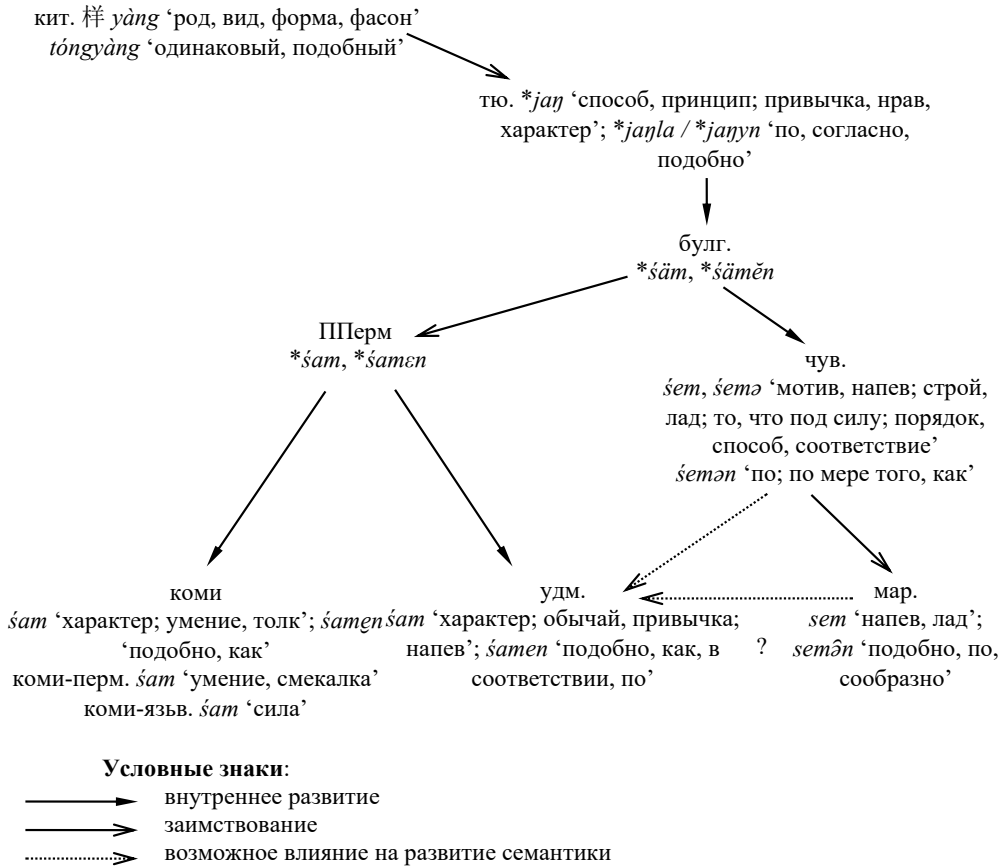 кит. 样 yàng ‘род, вид, форма, фасон’
tóngyàng ‘одинаковый, подобный’
тю. *jaŋ ‘способ, принцип; привычка, нрав,
характер’; *jaŋla / *jaŋyn ‘по, согласно,
подобно’
булг.
*śäm, *śämĕn
ППерм
*śam, *śamɛn
чув.
śem, śemə ‘мотив, напев; строй,
лад; то, что под силу; порядок,
способ, соответствие’
śemən ‘по; по мере того, как’
коми
śam ‘характер; умение, толк’; śamen̮
‘подобно, как’
коми-перм. śam ‘умение, смекалка’
коми-язьв. śam ‘сила’
удм.
śam ‘характер; обычай, привычка;
напев’; śamen ‘подобно, как, в
соответствии, по’
?
мар.
sem ‘напев, лад’;
semə̑n ‘подобно, по,
сообразно’
Условные знаки:
внутреннее развитие
заимствование
возможное влияние на развитие семантики